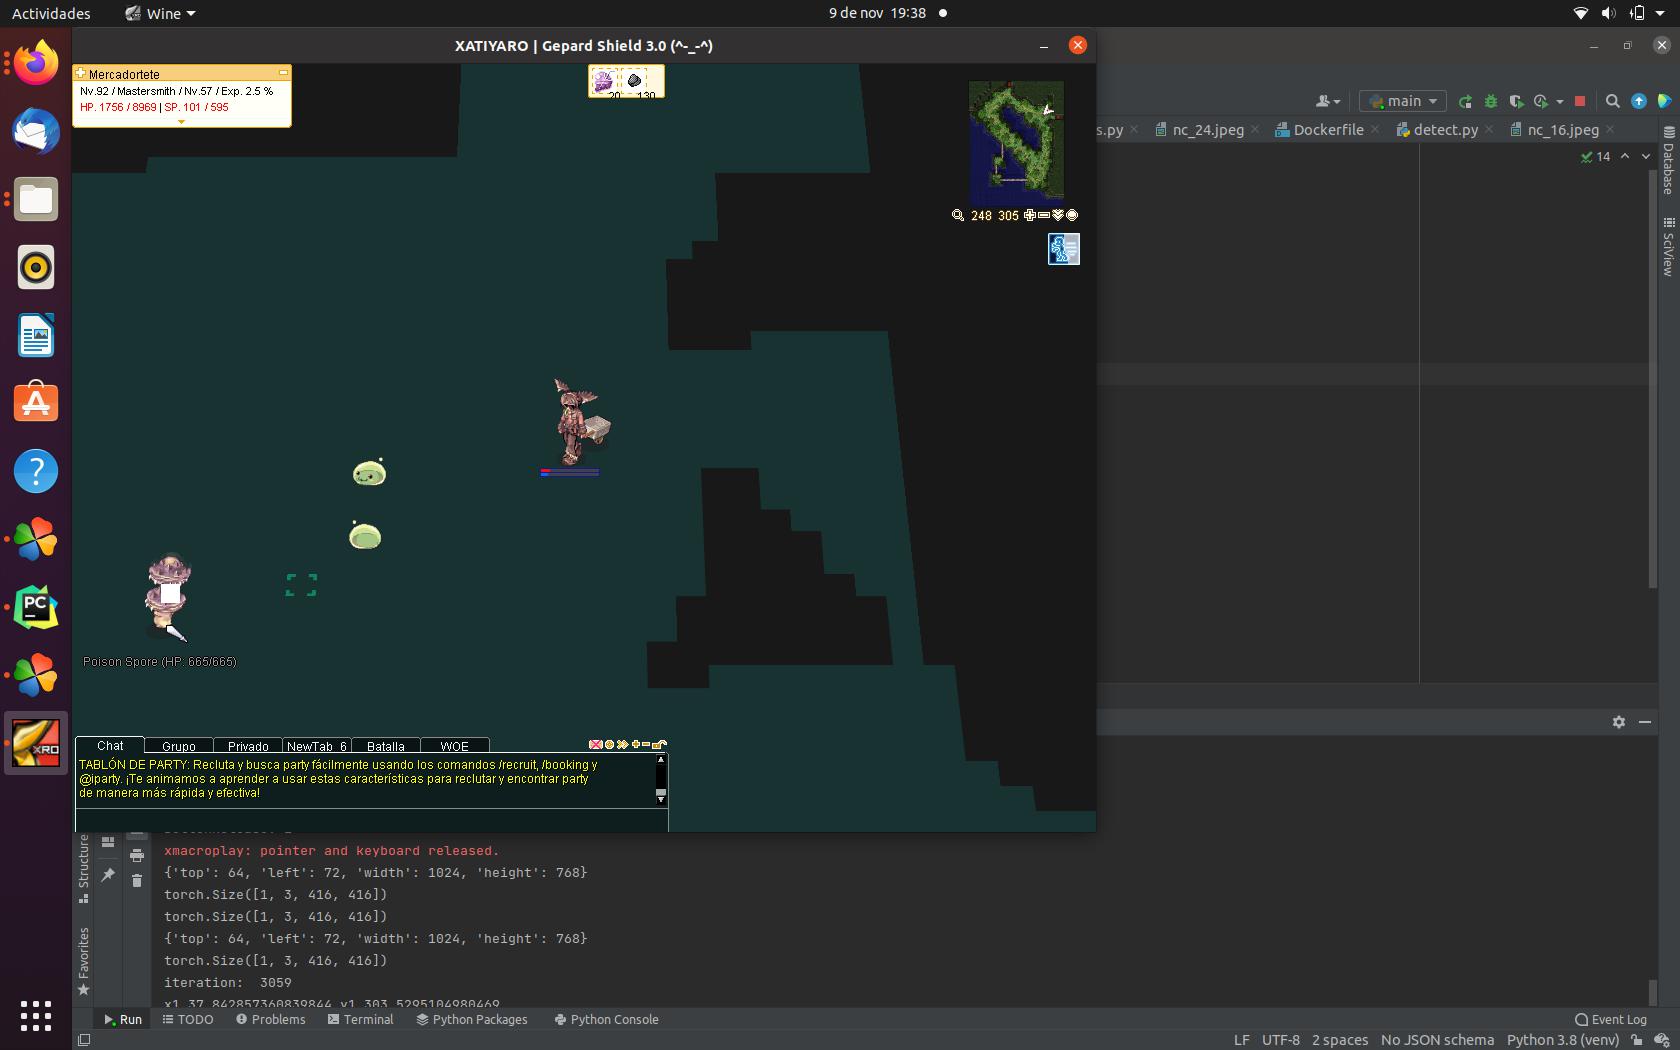 Actividades
Wine
9 de nov 19:38
XATIYARO | Gepard Shield 3.0 (^-_-^)
Mercadortete
Nv.92 / Mastersmith / Nv.57 / Exp. 2.5 %
HP. 1756 / 8969 | SP. 101 / 595
20
130
248 305
main
s.py
nc_24.jpeg
Dockerfile
detect.py
nc_16.jpeg
14
Database
SciView
Poison Spore (HP: 665/665)
Chat
Grupo
Privado
NewTab_6
Batalla
WOE
TABLÓN DE PARTY: Recluta y busca party fácilmente usando los comandos /recruit, /booking y
@iparty. ¡Te animamos a aprender a usar estas características para reclutar y encontrar party
de manera más rápida y efectiva!
PC
XRO
Structure
Favorites
xmacroplay: pointer and keyboard released.
{'top': 64, 'left': 72, 'width': 1024, 'height': 768}
torch.Size([1, 3, 416, 416])
torch.Size([1, 3, 416, 416])
{'top': 64, 'left': 72, 'width': 1024, 'height': 768}
torch.Size([1, 3, 416, 416])
iteration:  3059
x1 37.842857360839844 y1 303.5295104980469
Run
TODO
Problems
Terminal
Python Packages
Python Console
Event Log
LF
UTF-8
2 spaces
No JSON schema
Python 3.8 (venv)